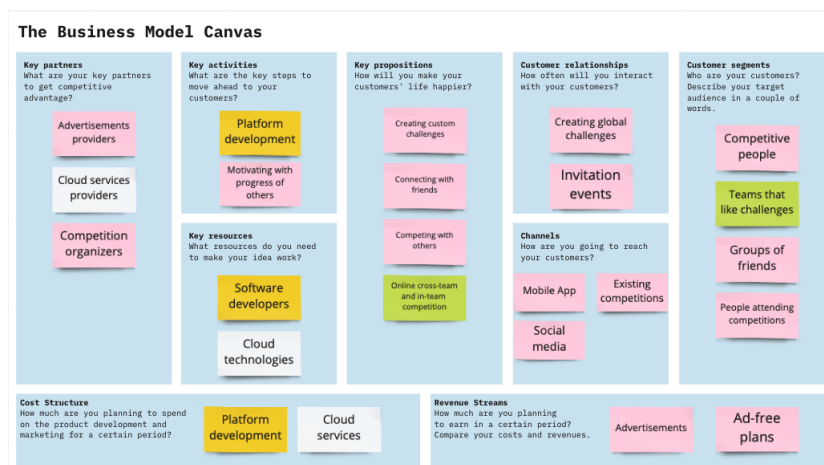 The Business Model Canvas
Key partners
What are your key partners
to get competitive
advantage?
Advertisements
providers
Cloud services
providers
Competition
organizers
Key activities
What are the key steps to
move ahead to your
customers?
Platform
development
Motivating with
progress of
others
Key resources
What resources do you need
to make your idea work?
Software
developers
Cloud
technologies
Key propositions
How will you make your
customers' life happier?
Creating custom
challenges
Connecting with
friends
Competing with
others
Online cross-team
and in-team
competition
Customer relationships
How often will you interact
with your customers?
Creating global
challenges
Invitation
events
Channels
How are you going to reach
your customers?
Mobile App
Existing
competitions
Social
media
Customer segments
Who are your customers?
Describe your target
audience in a couple of
words.
Competitive
people
Teams that
like challenges
Groups of
friends
People attending
competitions
Cost Structure
How much are you planning to spend
on the product development and
marketing for a certain period?
Platform
development
Cloud
services
Revenue Streams
How much are you planning
to earn in a certain period?
Compare your costs and revenues.
Advertisements
Ad-free
plans